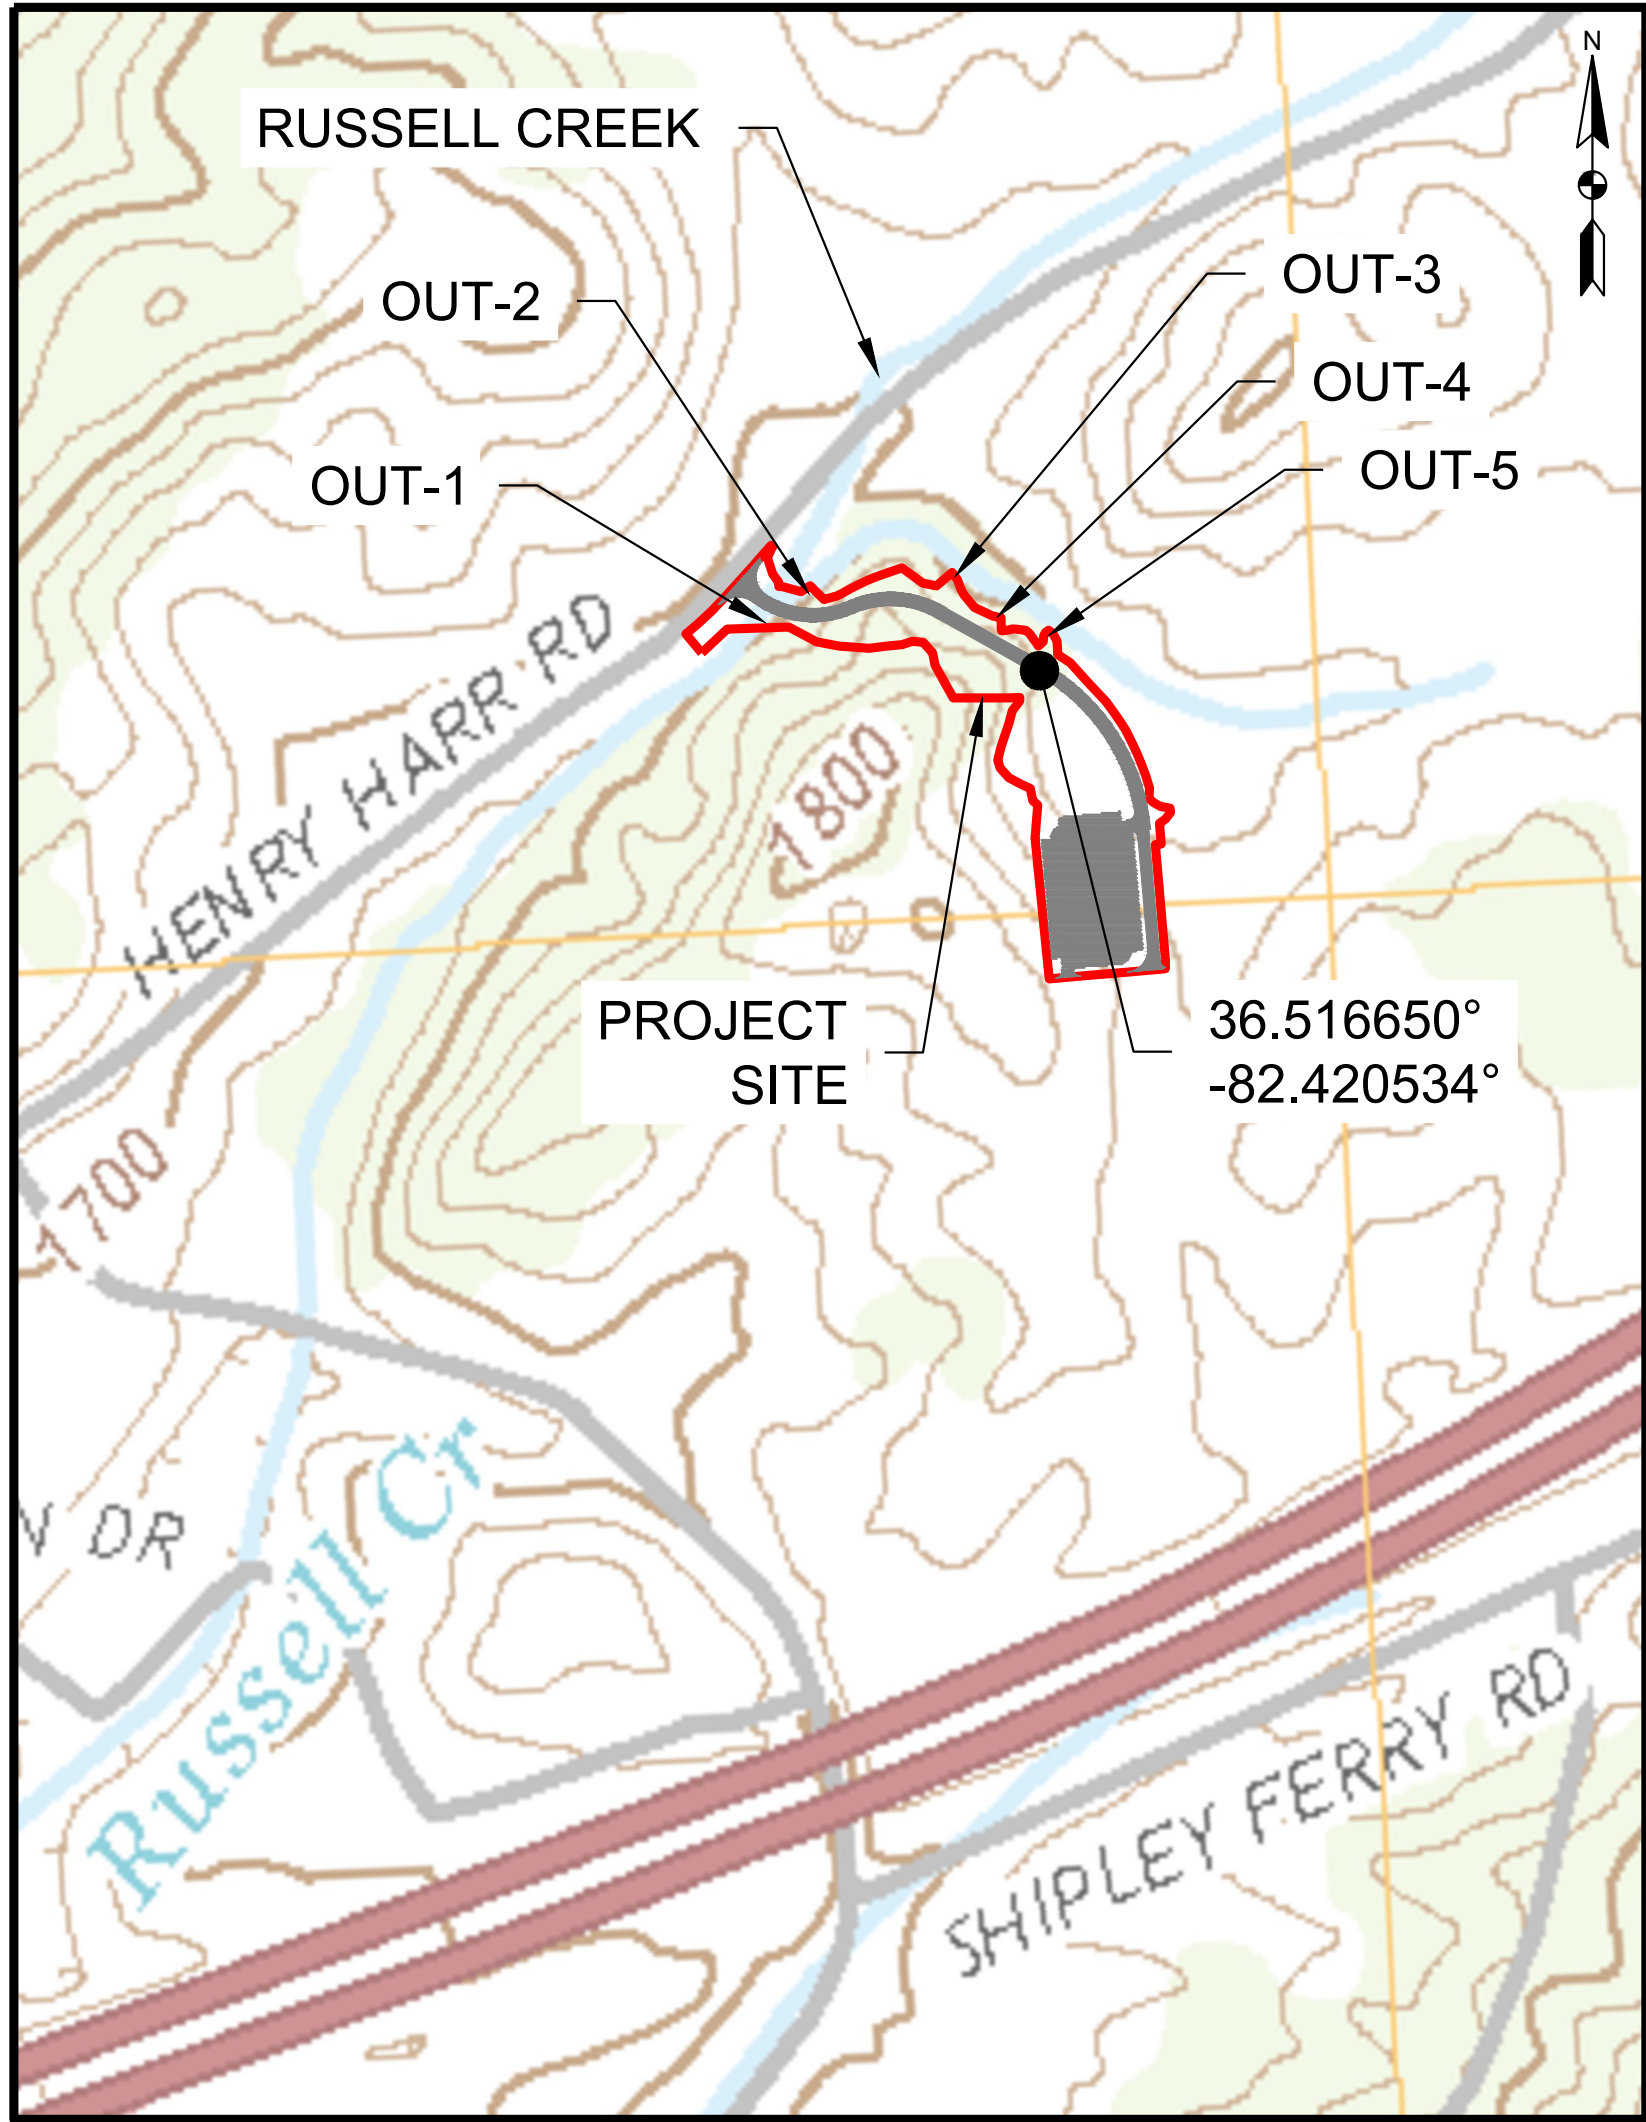 N
RUSSELL CREEK
OUT-3
OUT-2
OUT-4
OUT-1
OUT-5
HENRY HARR RD
1800
PROJECT
SITE
36.516650°
-82.420534°
1700
Russell Cr
DR
SHIPLEY FERRY RD